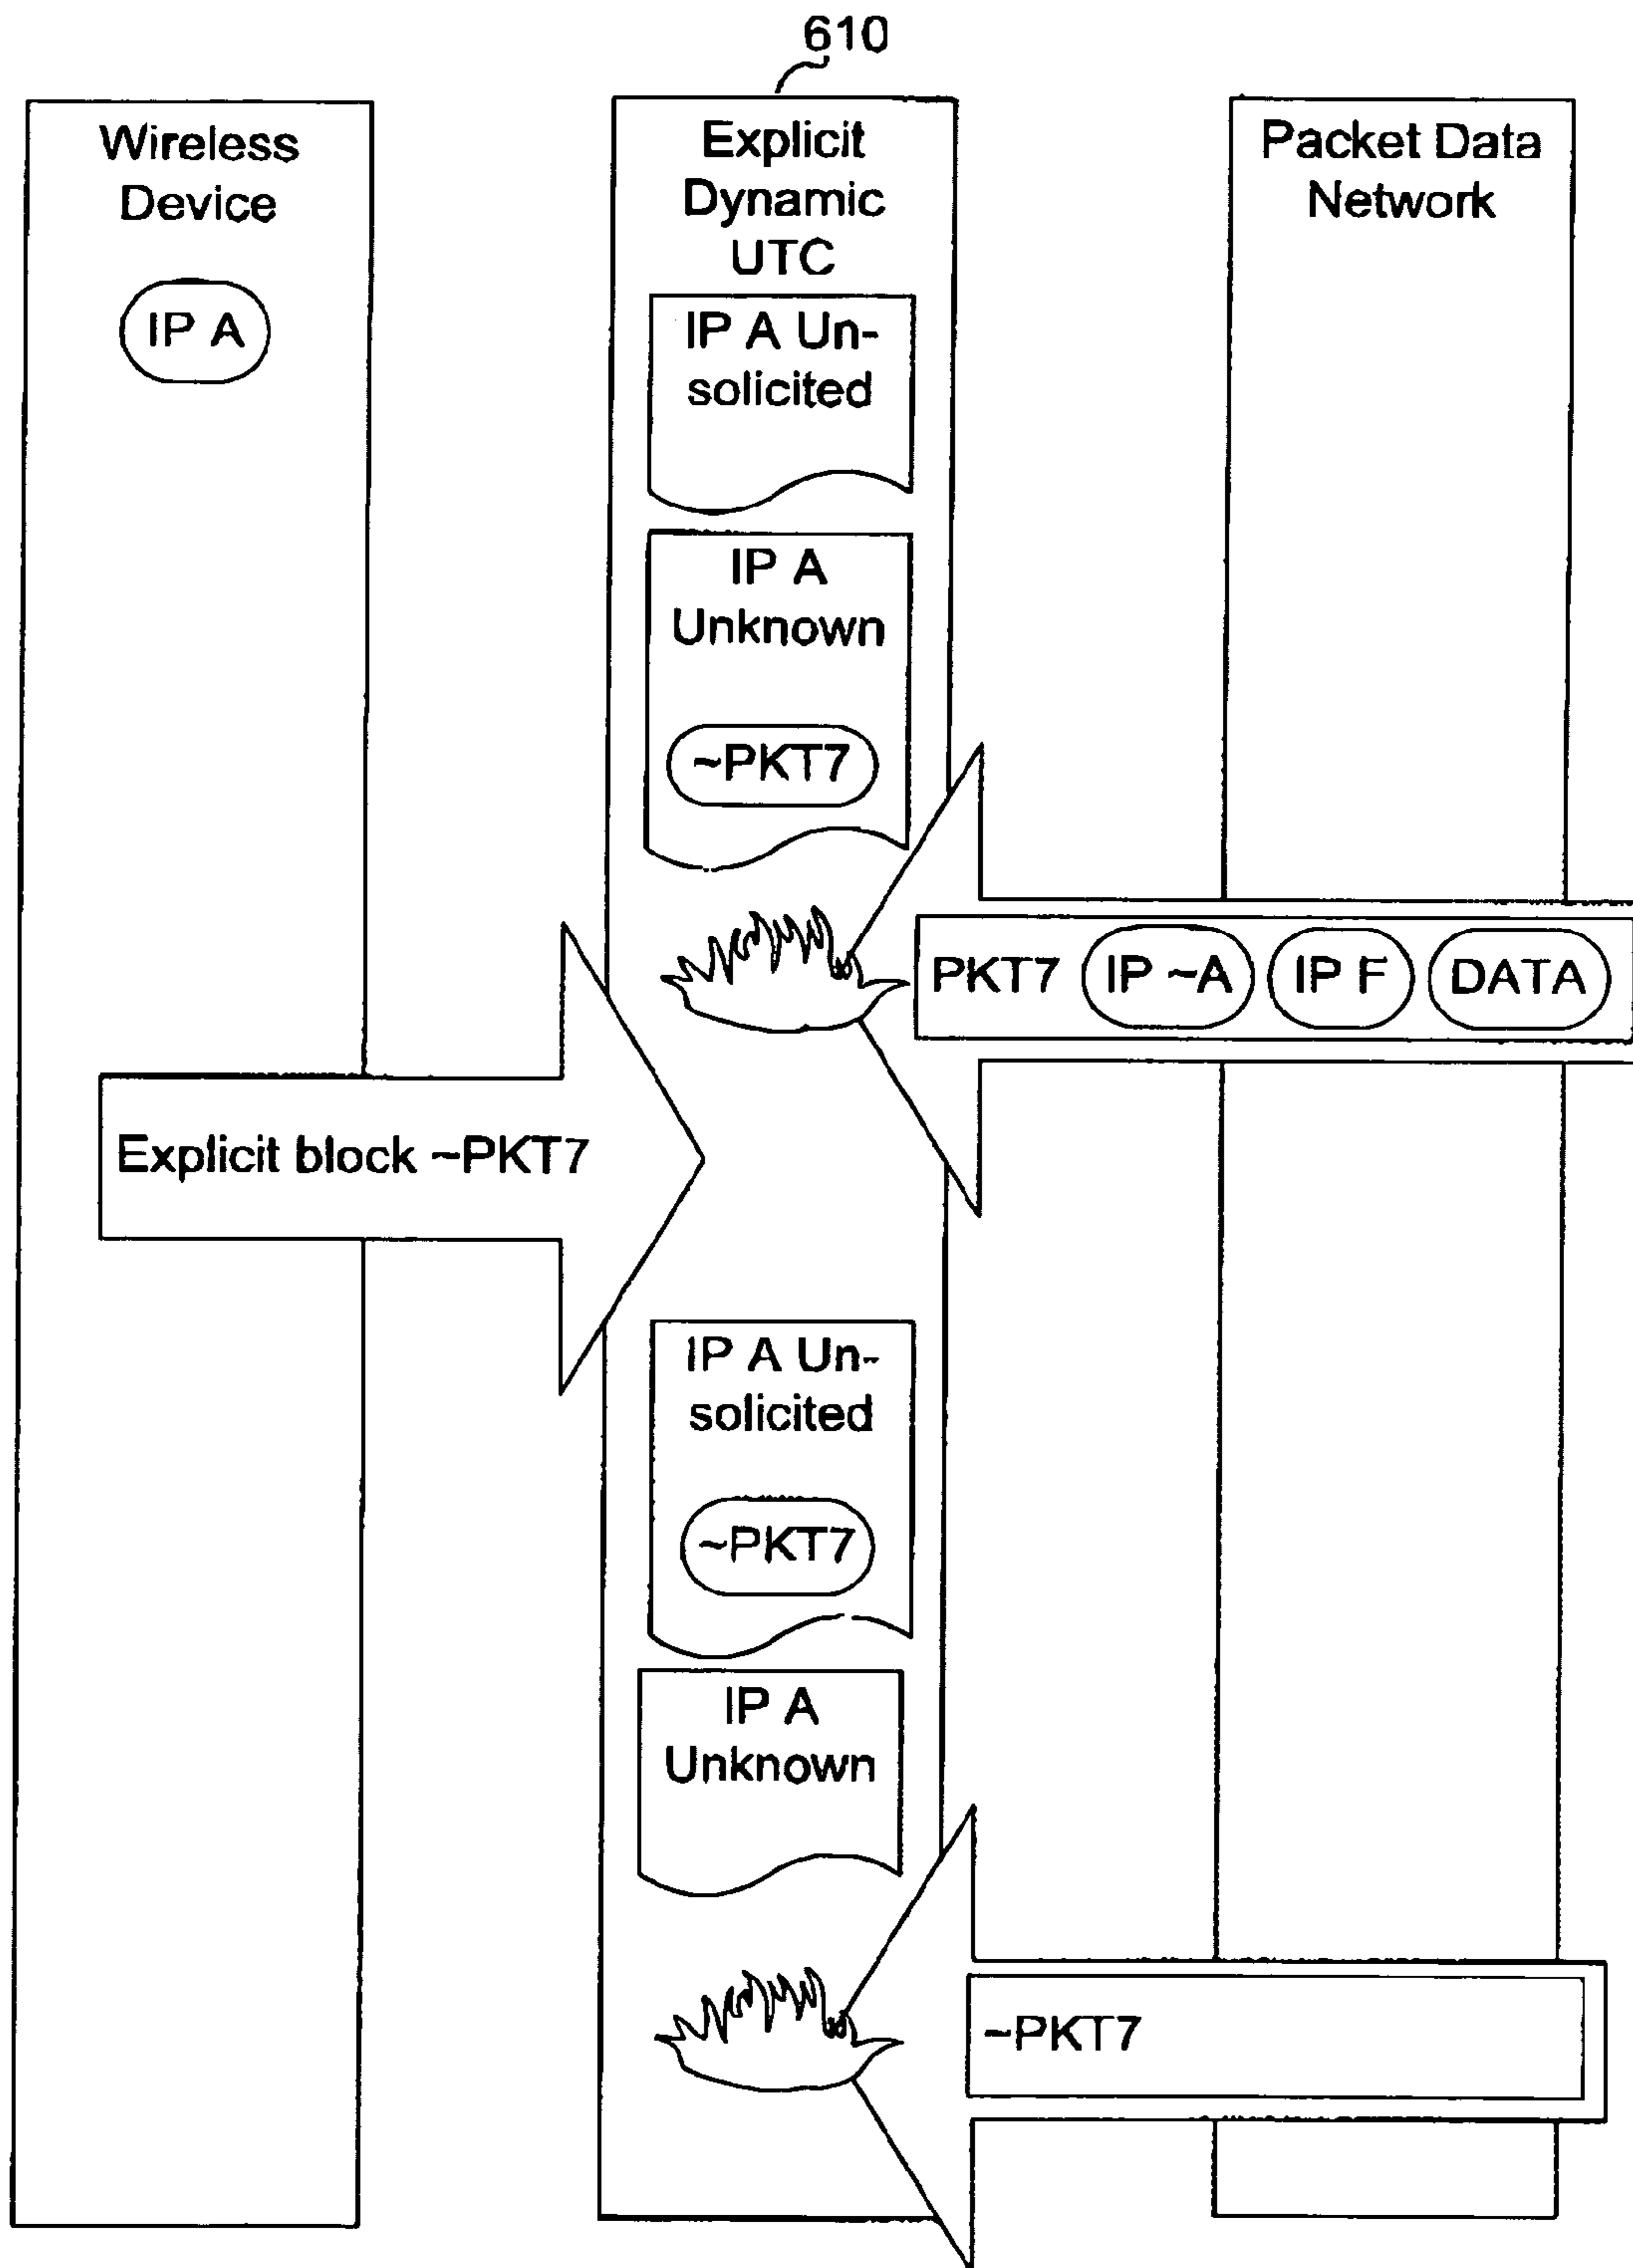 610
Wireless
Device
IP A
Explicit
Dynamic
UTC
Packet Data
Network
IP A Un-
solicited
IP A
Unknown
~PKT7
PKT7 IP ~A IP F DATA
Explicit block ~PKT7
IP A Un-
solicited
~PKT7
IP A
Unknown
~PKT7